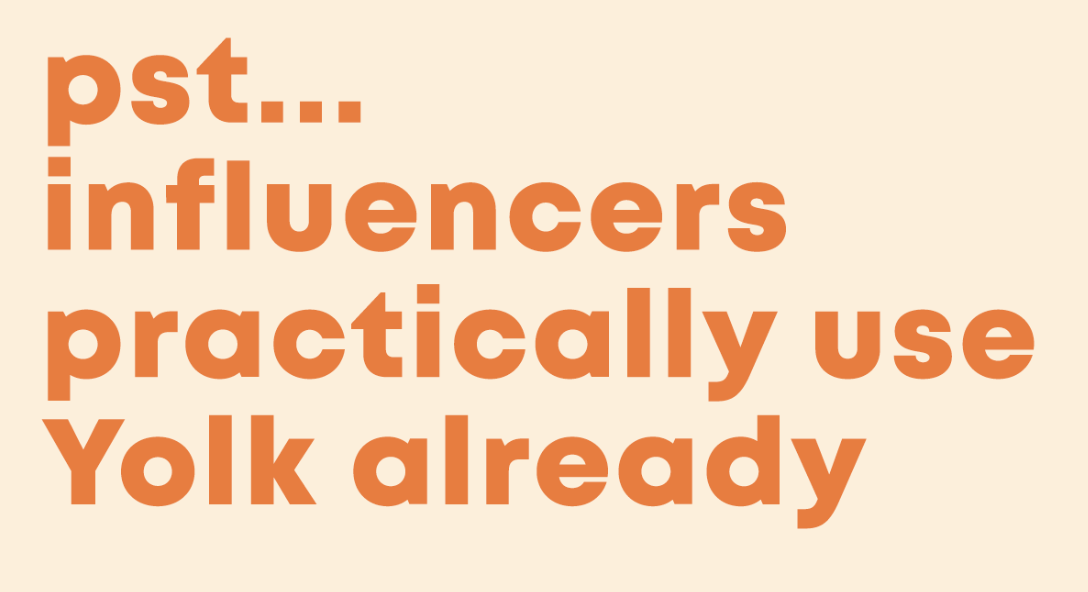 pst...
influencers
practically use
Yolk already